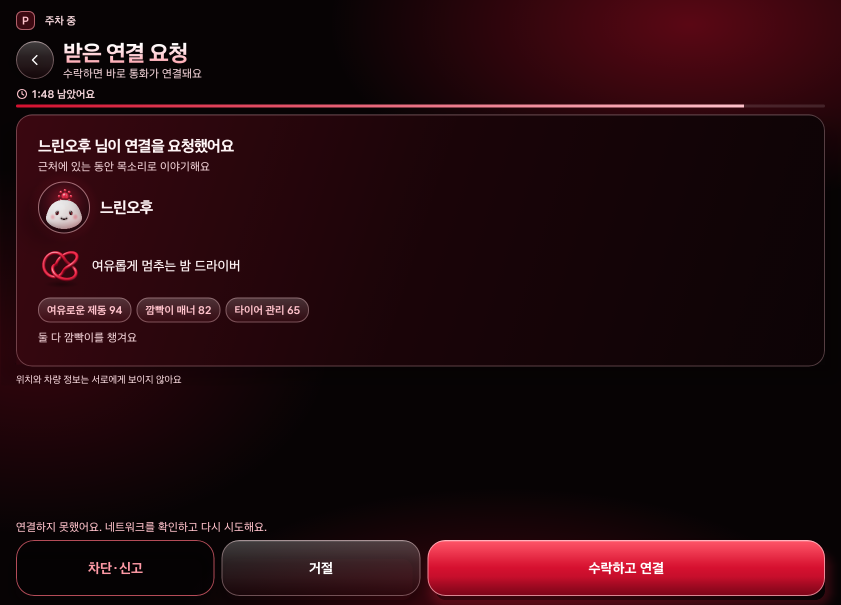 P 주차 중
받은 연결 요청
수락하면 바로 통화가 연결돼요
1:48 남았어요
느린오후 님이 연결을 요청했어요
근처에 있는 동안 목소리로 이야기해요
느린오후
여유롭게 멈추는 밤 드라이버
여유로운 제동 94 깜빡이 매너 82 타이어 관리 65
둘 다 깜빡이를 챙겨요
위치와 차량 정보는 서로에게 보이지 않아요
연결하지 못했어요. 네트워크를 확인하고 다시 시도해요.
차단·신고 거절 수락하고 연결